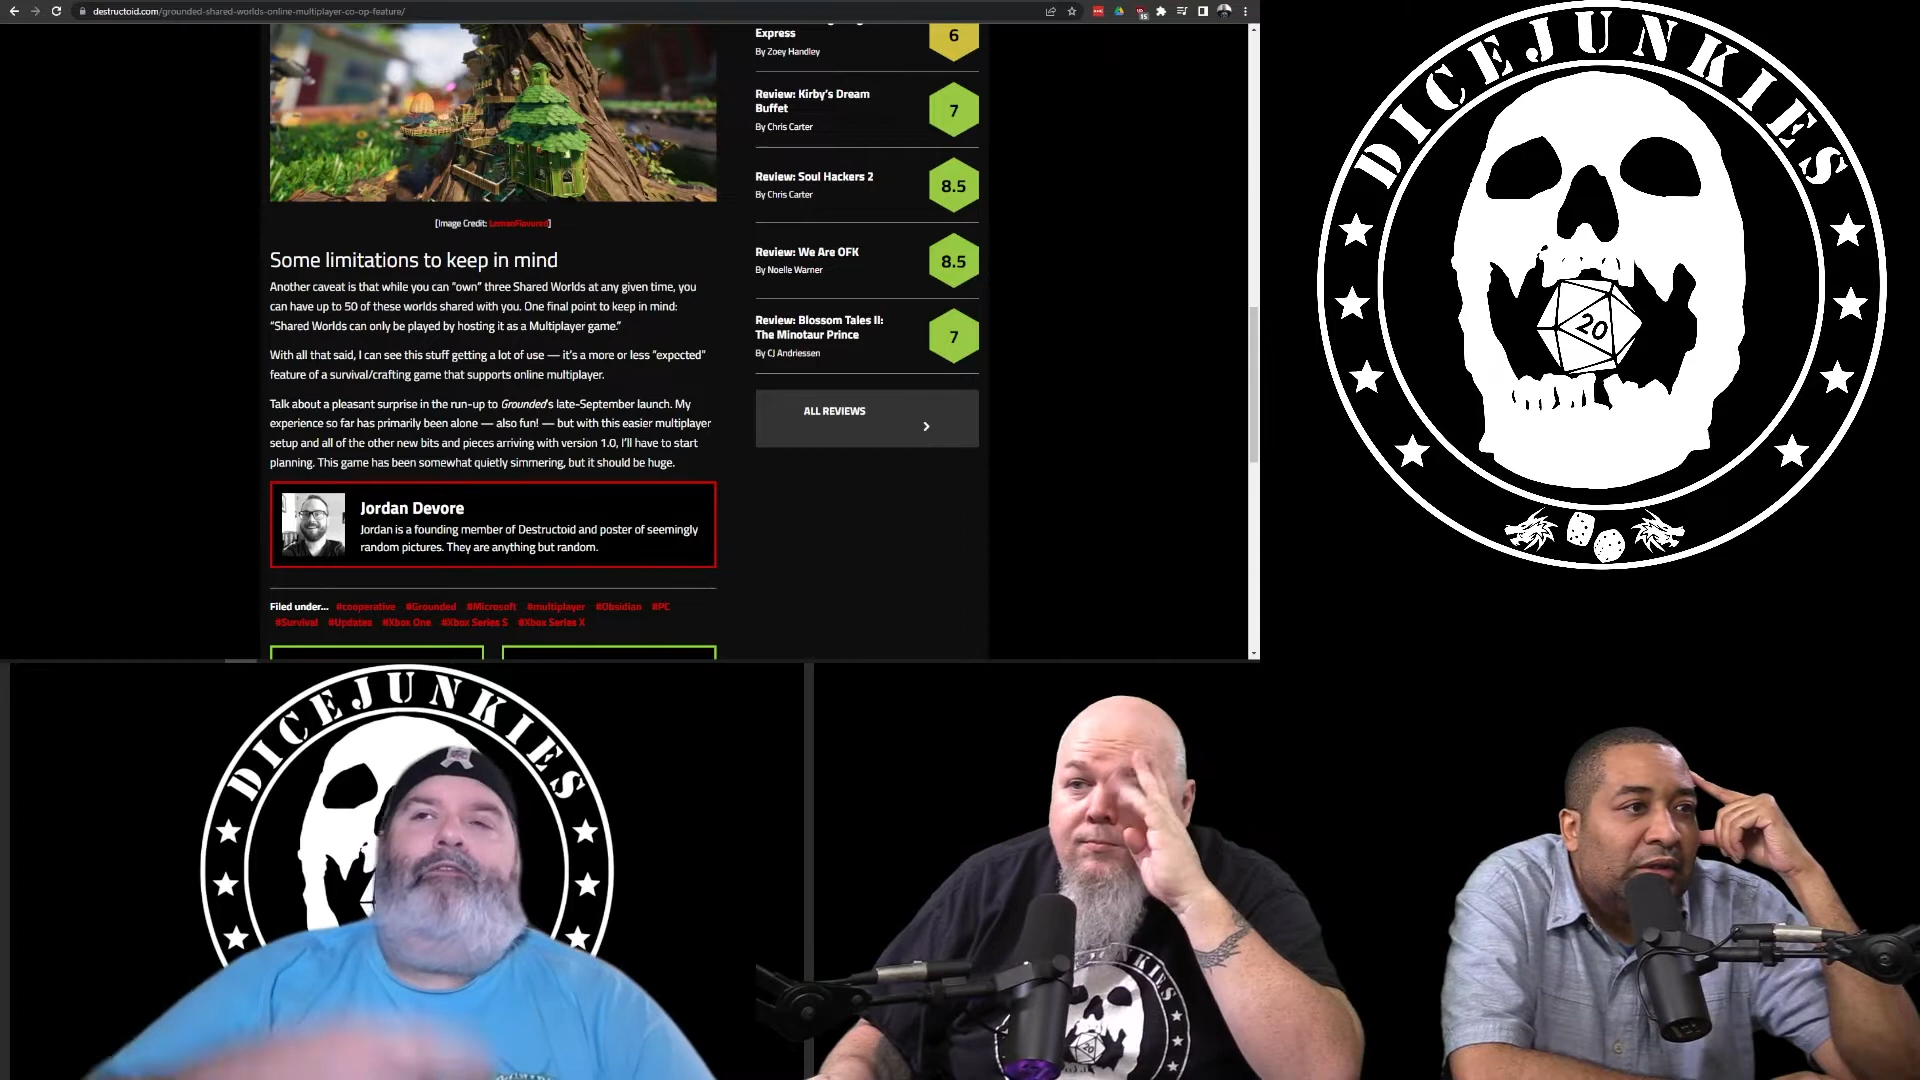 destructoid.com/grounded-shared-worlds-online-multiplayer-co-op-feature/
[Image Credit: LemonFlavured]
Some limitations to keep in mind
Another caveat is that while you can “own” three Shared Worlds at any given time, you
can have up to 50 of these worlds shared with you. One final point to keep in mind:
“Shared Worlds can only be played by hosting it as a Multiplayer game.”
With all that said, I can see this stuff getting a lot of use — it’s a more or less “expected”
feature of a survival/crafting game that supports online multiplayer.
Talk about a pleasant surprise in the run-up to Grounded’s late-September launch. My
experience so far has primarily been alone — also fun! — but with this easier multiplayer
setup and all of the other new bits and pieces arriving with version 1.0, I’ll have to start
planning. This game has been somewhat quietly simmering, but it should be huge.
Jordan Devore
Jordan is a founding member of Destructoid and poster of seemingly
random pictures. They are anything but random.
Filed under... #cooperative #Grounded #Microsoft #multiplayer #Obsidian #PC
#Survival #Updates #Xbox One #Xbox Series S #Xbox Series X
Express
By Zoey Handley
6
Review: Kirby’s Dream
Buffet
By Chris Carter
7
Review: Soul Hackers 2
By Chris Carter
8.5
Review: We Are OFK
By Noelle Warner
8.5
Review: Blossom Tales II:
The Minotaur Prince
By CJ Andriessen
7
ALL REVIEWS
DICEJUNKIES
20
DICEJUNKIES
20